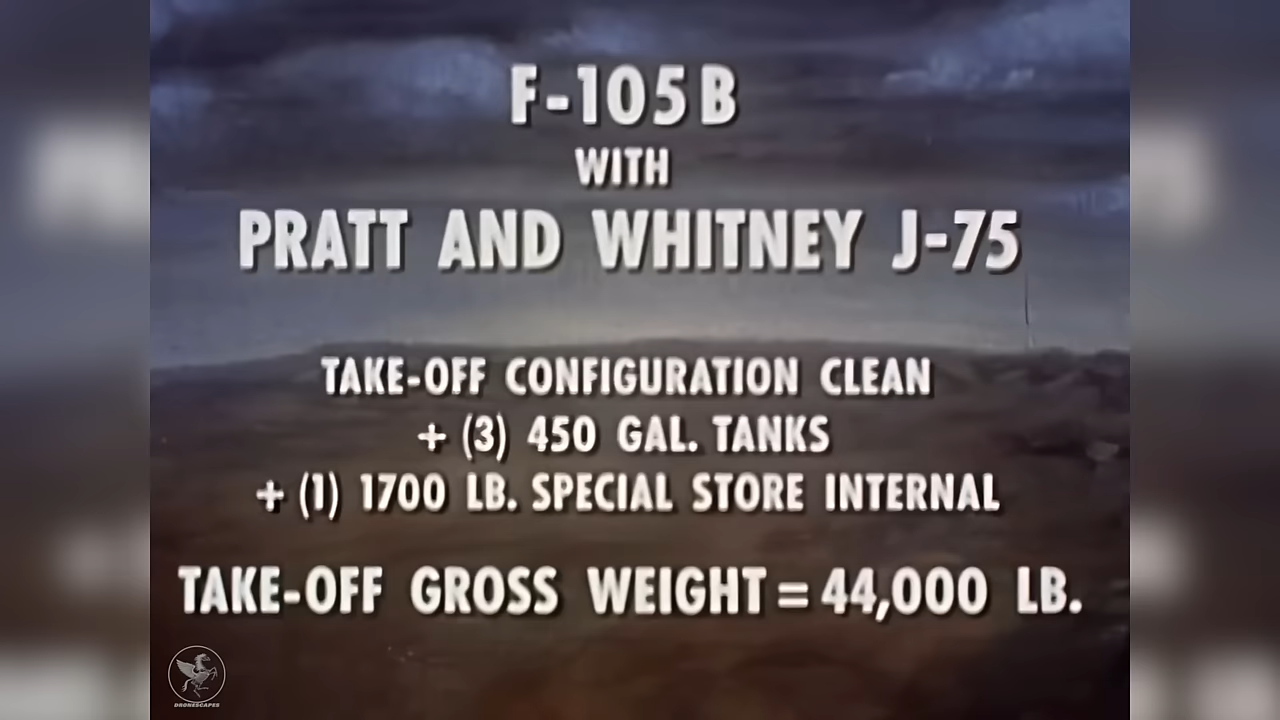 F-105B
WITH
PRATT AND WHITNEY J-75
TAKE-OFF CONFIGURATION CLEAN
+ (3) 450 GAL. TANKS
+ (1) 1700 LB. SPECIAL STORE INTERNAL
TAKE-OFF GROSS WEIGHT = 44,000 LB.
DRONESCAPES